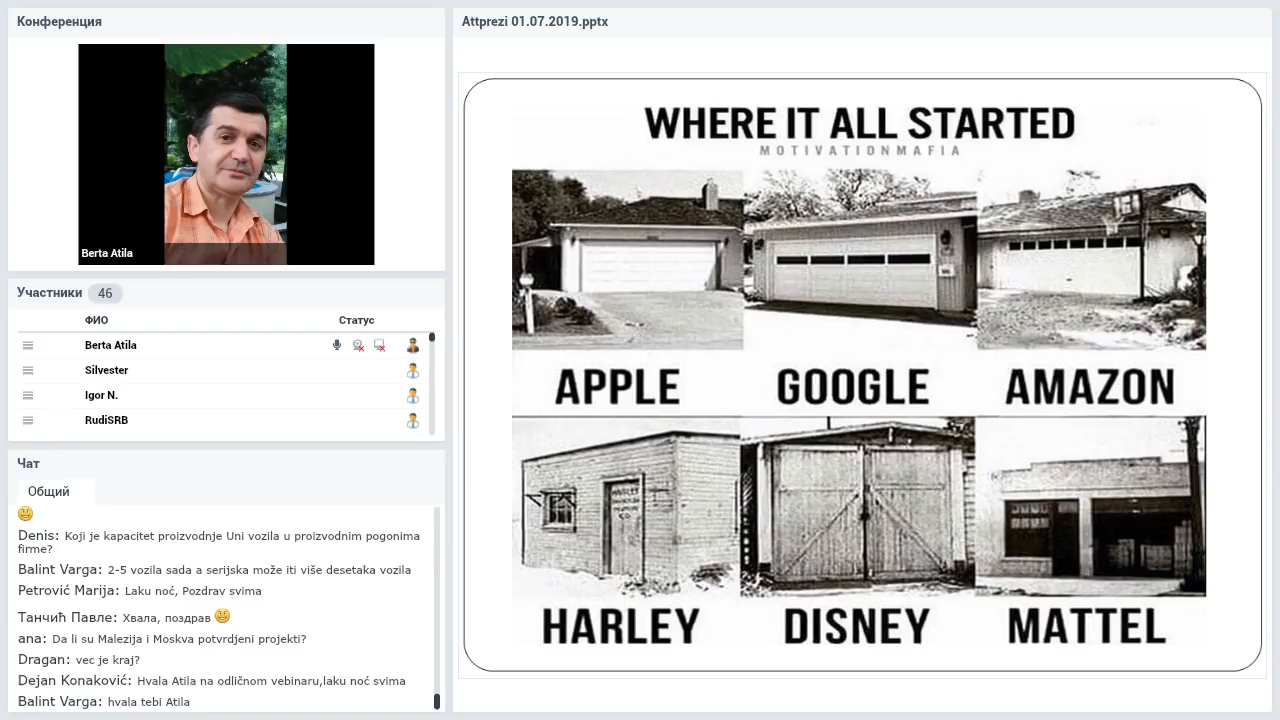 Конференция
Berta Atila
Участники 46
ФИО Статус
Berta Atila
Silvester
Igor N.
RudiSRB
Чат
Общий
Denis: Koji je kapacitet proizvodnje Uni vozila u proizvodnim pogonima
firme?
Balint Varga: 2-5 vozila sada a serijska može iti više desetaka vozila
Petrović Marija: Laku noć, Pozdrav svima
Танчић Павле: Хвала, поздрав
ana: Da li su Malezija i Moskva potvrdjeni projekti?
Dragan: vec je kraj?
Dejan Konaković: Hvala Atila na odličnom vebinaru,laku noć svima
Balint Varga: hvala tebi Atila
Attprezi 01.07.2019.pptx
WHERE IT ALL STARTED
MOTIVATIONMAFIA
APPLE GOOGLE AMAZON
HARLEY DISNEY MATTEL